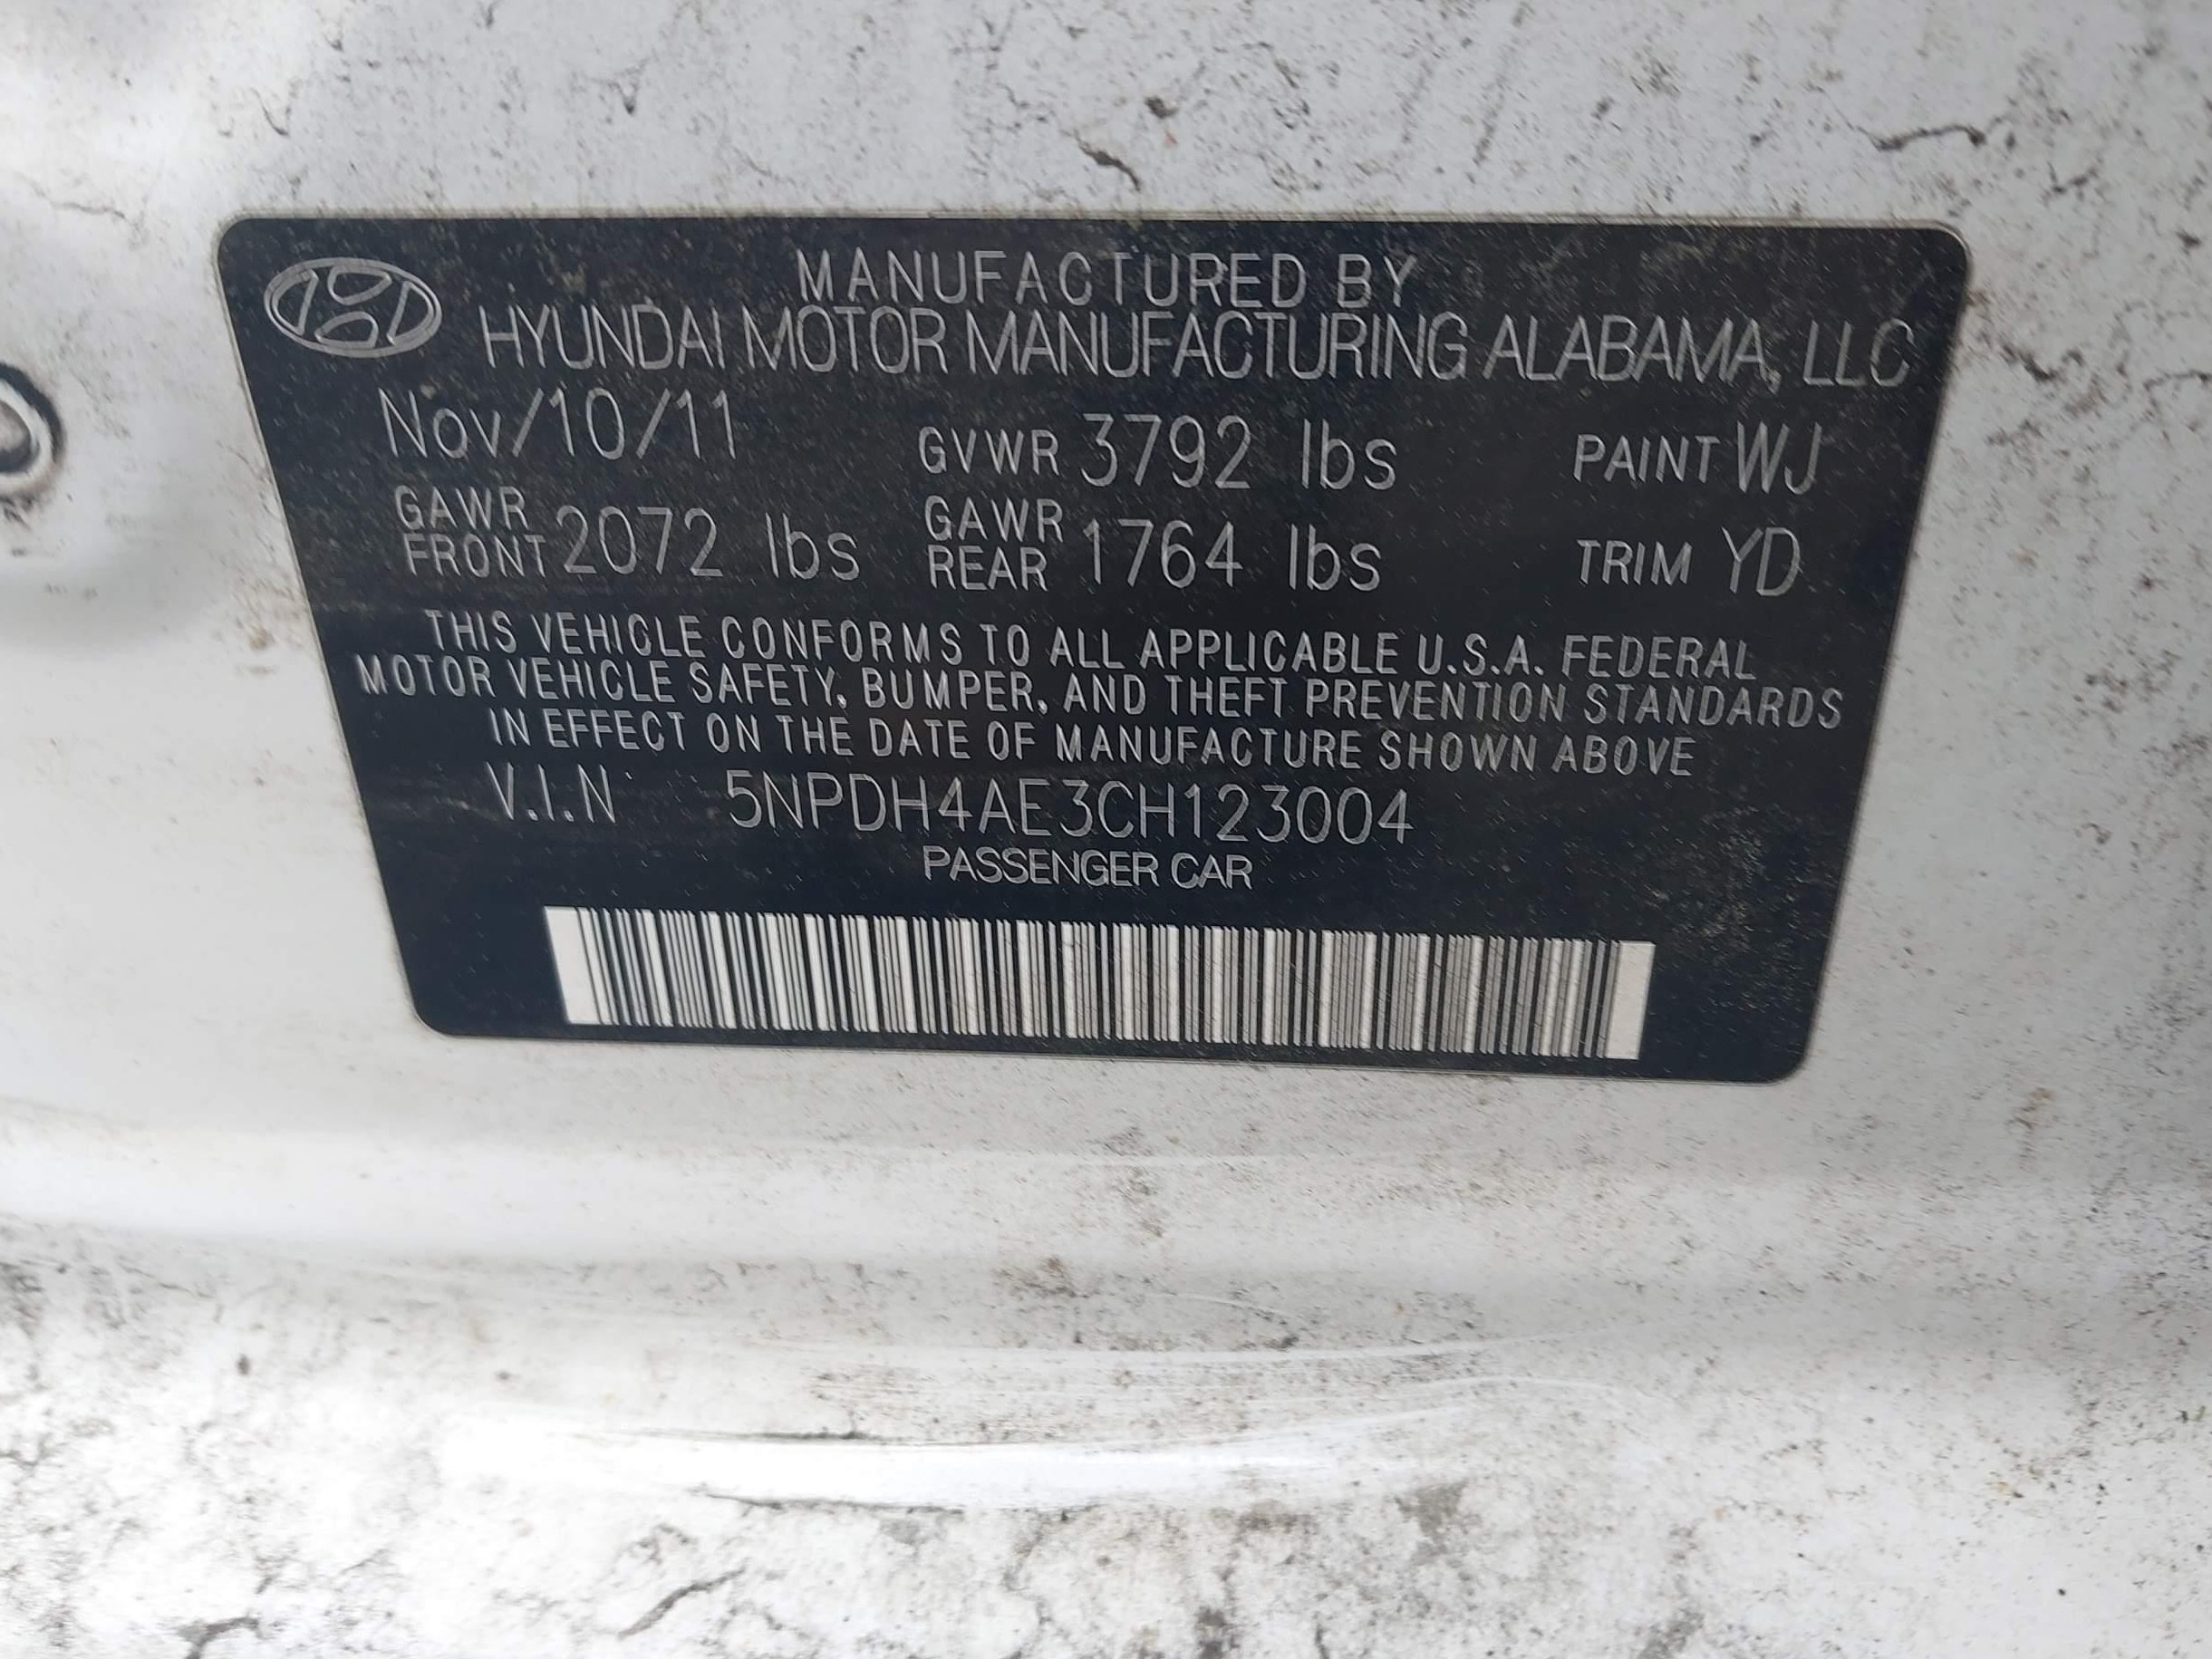 MANUFACTURED BY
HYUNDAI MOTOR MANUFACTURING ALABAMA, LLC
Nov/10/11 GVWR 3792 lbs PAINT WJ
GAWR FRONT 2072 lbs GAWR REAR 1764 lbs TRIM YD
THIS VEHICLE CONFORMS TO ALL APPLICABLE U.S.A. FEDERAL
MOTOR VEHICLE SAFETY, BUMPER, AND THEFT PREVENTION STANDARDS
IN EFFECT ON THE DATE OF MANUFACTURE SHOWN ABOVE
V.I.N 5NPDH4AE3CH123004
PASSENGER CAR